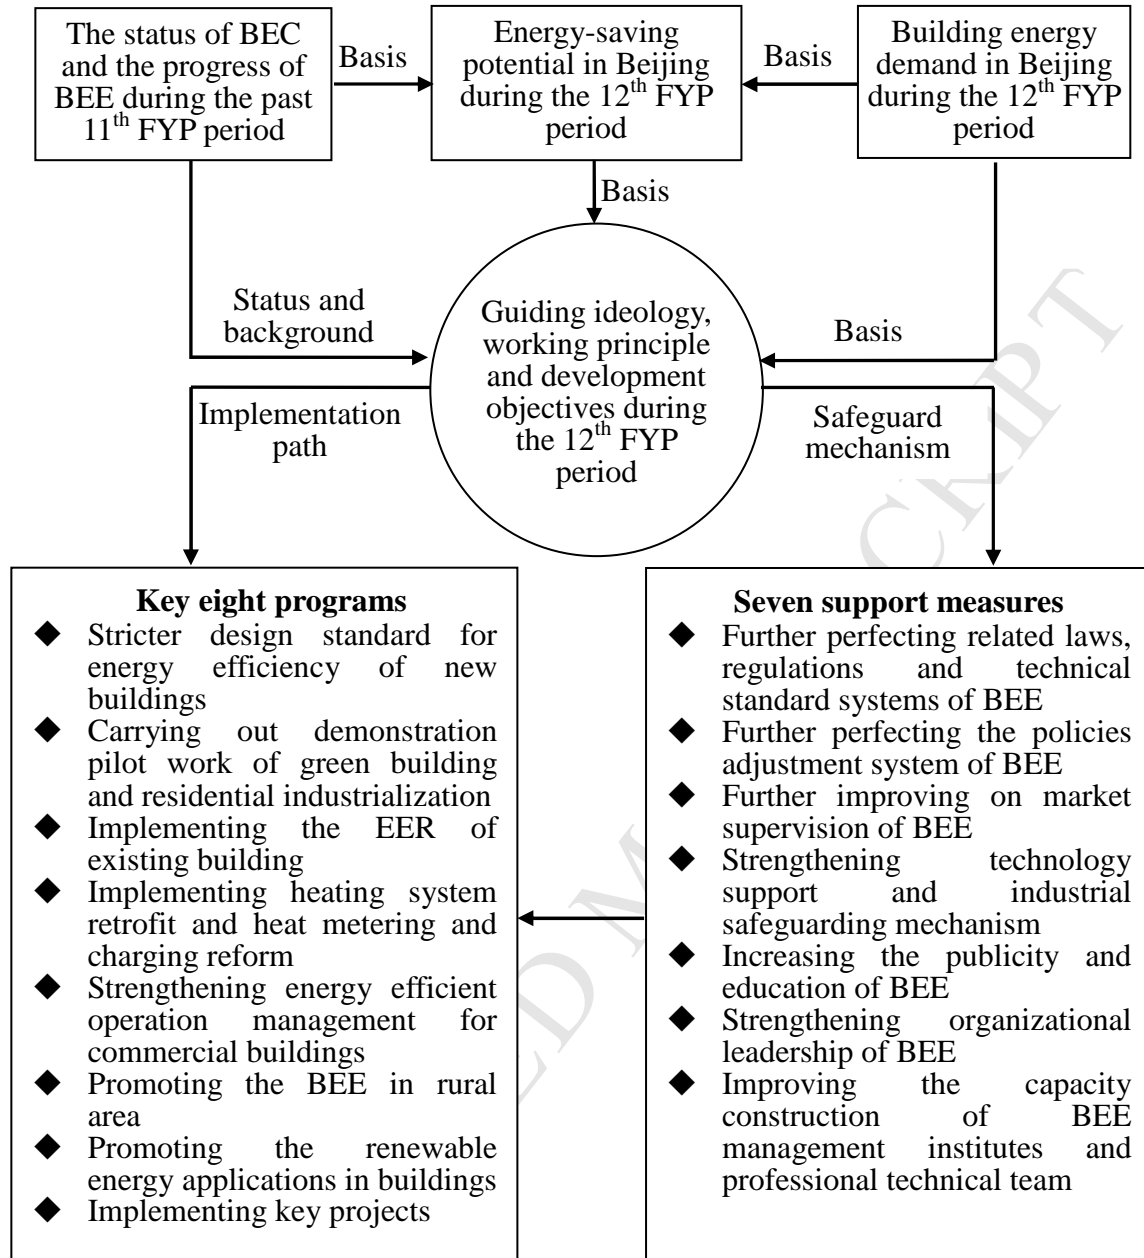 The status of BEC
and the progress of
BEE during the past
11th FYP period
Basis
Energy-saving
potential in Beijing
during the 12th FYP
period
Basis
Building energy
demand in Beijing
during the 12th FYP
period
Basis
Status and
background
Guiding ideology,
working principle
and development
objectives during
the 12th FYP
period
Basis
Implementation
path
Safeguard
mechanism
Key eight programs
◆ Stricter design standard for
energy efficiency of new
buildings
◆ Carrying out demonstration
pilot work of green building
and residential industrialization
◆ Implementing the EER of
existing building
◆ Implementing heating system
retrofit and heat metering and
charging reform
◆ Strengthening energy efficient
operation management for
commercial buildings
◆ Promoting the BEE in rural
area
◆ Promoting the renewable
energy applications in buildings
◆ Implementing key projects
Seven support measures
◆ Further perfecting related laws,
regulations and technical
standard systems of BEE
◆ Further perfecting the policies
adjustment system of BEE
◆ Further improving on market
supervision of BEE
◆ Strengthening technology
support and industrial
safeguarding mechanism
◆ Increasing the publicity and
education of BEE
◆ Strengthening organizational
leadership of BEE
◆ Improving the capacity
construction of BEE
management institutes and
professional technical team